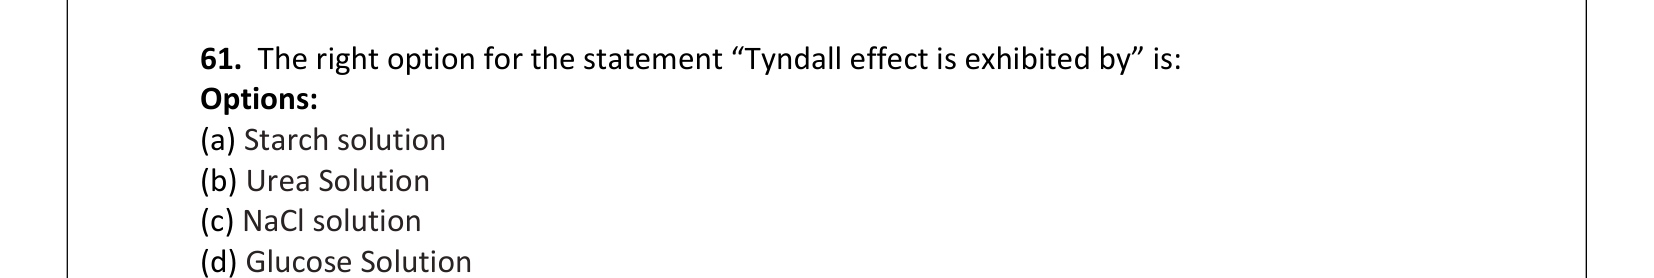 61. The right option for the statement “Tyndall effect is exhibited by” is:
Options:
(a) Starch solution
(b) Urea Solution
(c) NaCl solution
(d) Glucose Solution